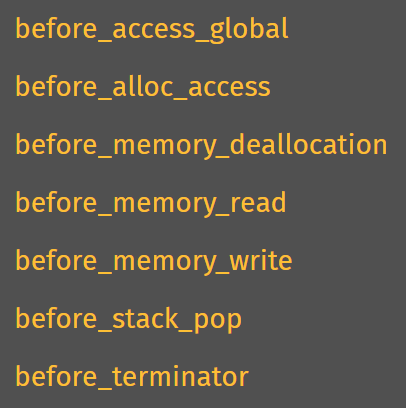 before_access_global
before_alloc_access
before_memory_deallocation
before_memory_read
before_memory_write
before_stack_pop
before_terminator